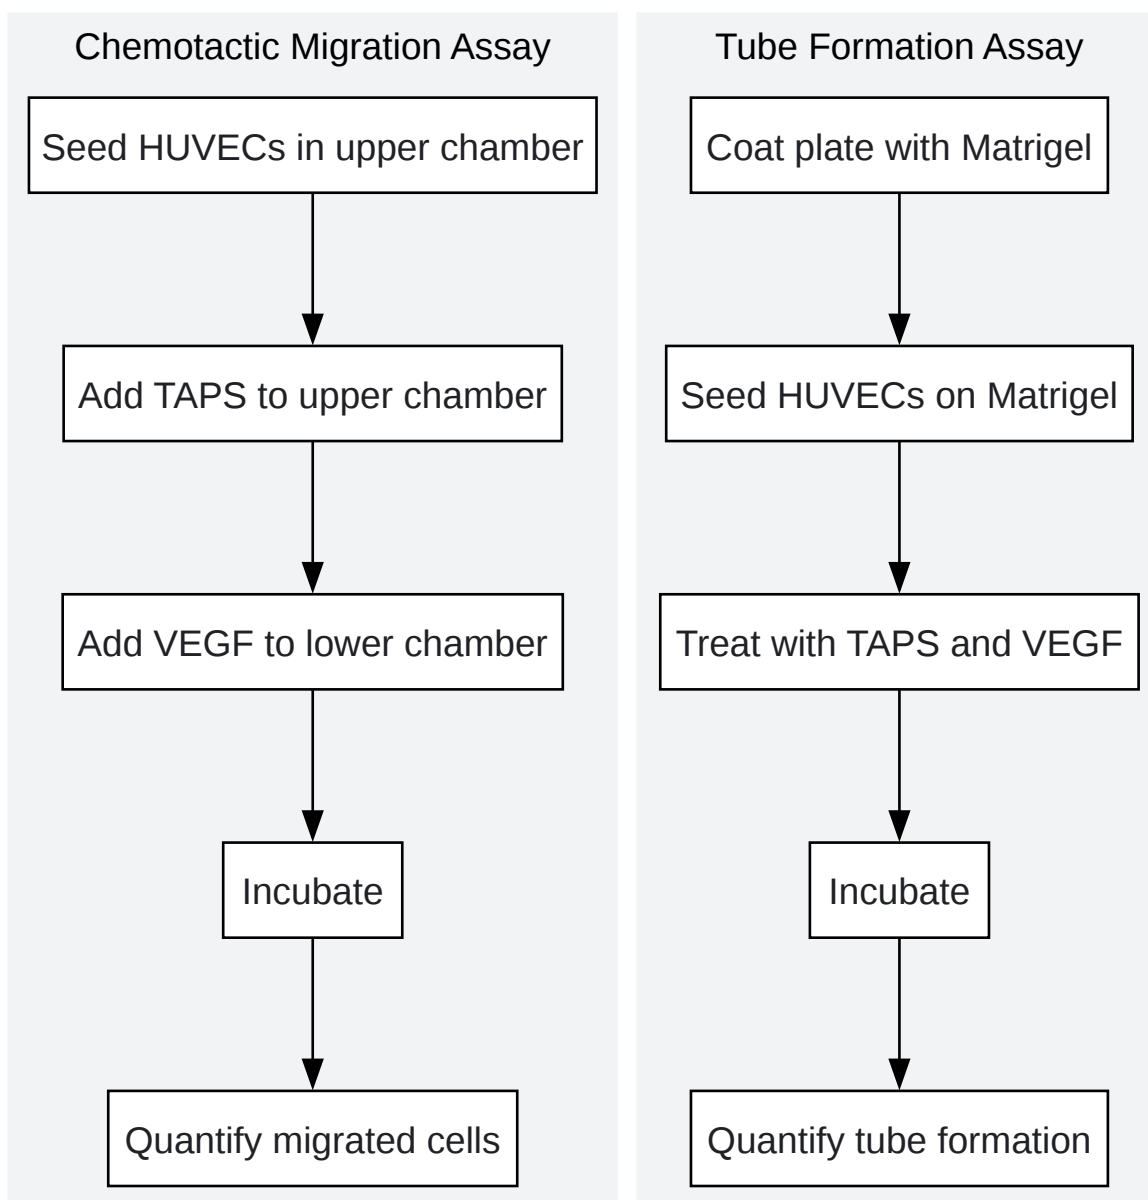 Chemotactic Migration Assay
Seed HUVECs in upper chamber
Add TAPS to upper chamber
Add VEGF to lower chamber
Incubate
Quantify migrated cells
Tube Formation Assay
Coat plate with Matrigel
Seed HUVECs on Matrigel
Treat with TAPS and VEGF
Incubate
Quantify tube formation